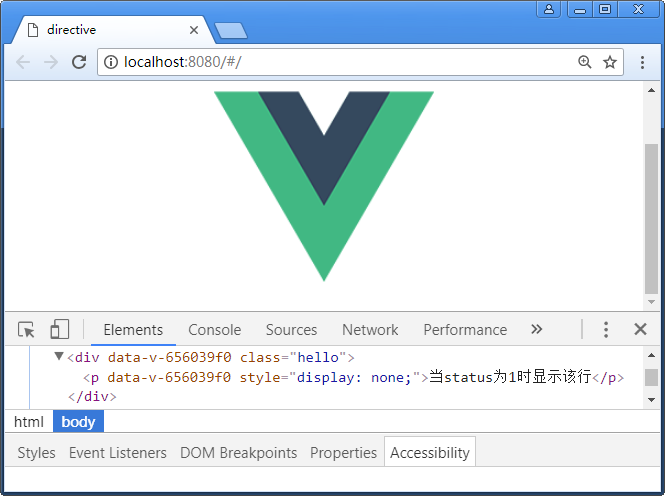 directive
localhost:8080/#/
Elements Console Sources Network Performance
<div data-v-656039f0 class="hello">
<p data-v-656039f0 style="display: none;">当status为1时显示该行</p>
</div>
html body
Styles Event Listeners DOM Breakpoints Properties Accessibility